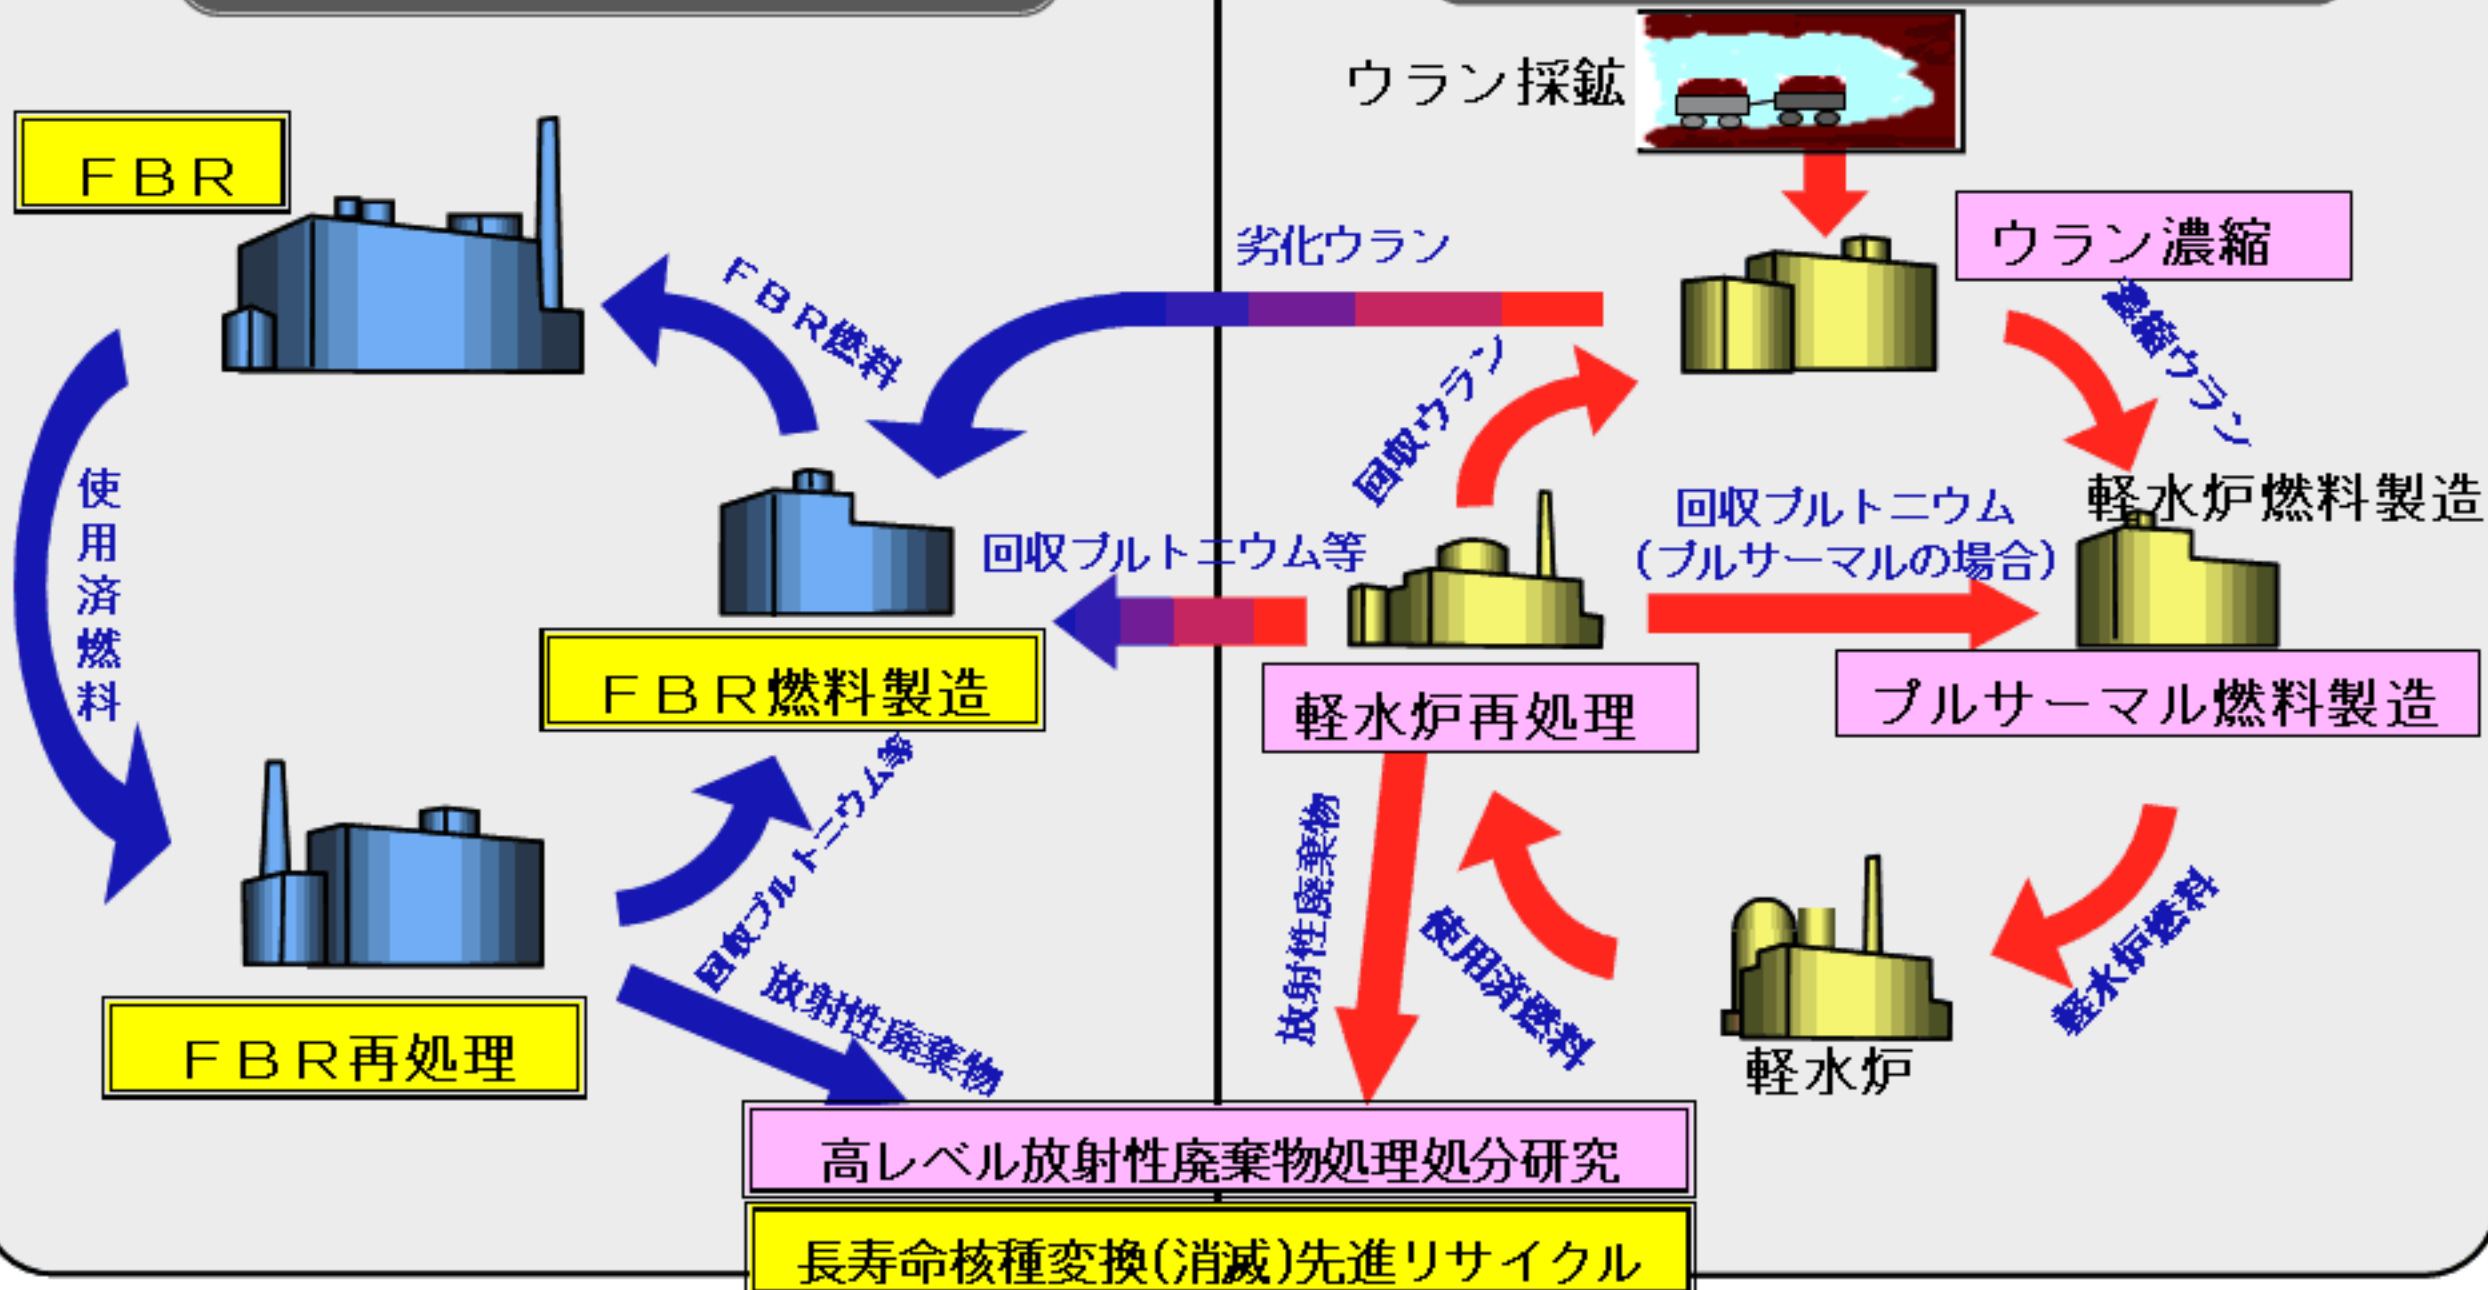 ウラン採鉱
ＦＢＲ
ウラン濃縮
劣化ウラン
ＦＢＲ燃料
濃縮ウラン
回収ウラン
使用済燃料
軽水炉燃料製造
回収プルトニウム
(プルサーマルの場合)
回収プルトニウム等
ＦＢＲ燃料製造
軽水炉再処理
プルサーマル燃料製造
回収プルトニウム等
放射性廃棄物
使用済燃料
軽水炉燃料
放射性廃棄物
ＦＢＲ再処理
軽水炉
高レベル放射性廃棄物処理処分研究
長寿命核種変換(消滅)先進リサイクル